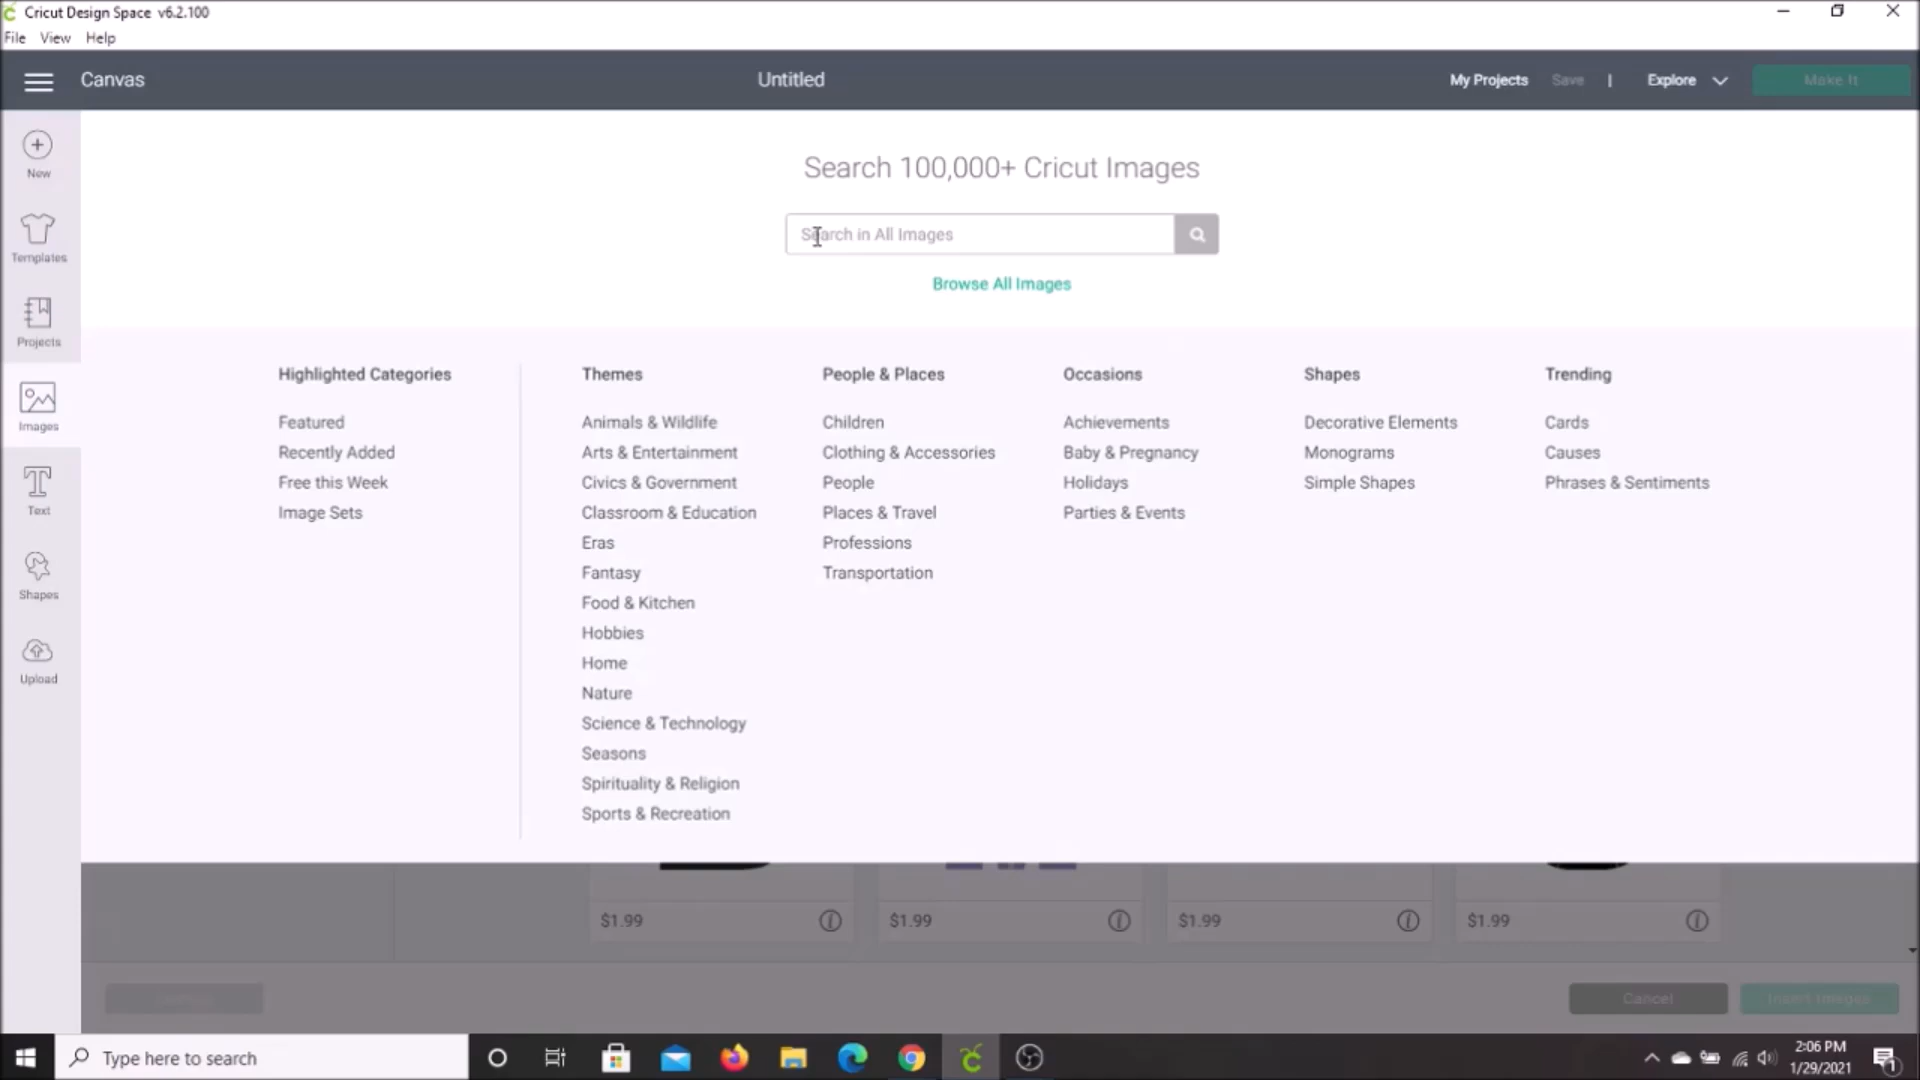 Cricut Design Space v6.2.100
File View Help
Canvas
Untitled
My Projects Save | Explore Make It
New
Templates
Projects
Images
Text
Shapes
Upload
Search 100,000+ Cricut Images
Search in All Images
Browse All Images
Highlighted Categories
Featured
Recently Added
Free this Week
Image Sets
Themes
Animals & Wildlife
Arts & Entertainment
Civics & Government
Classroom & Education
Eras
Fantasy
Food & Kitchen
Hobbies
Home
Nature
Science & Technology
Seasons
Spirituality & Religion
Sports & Recreation
People & Places
Children
Clothing & Accessories
People
Places & Travel
Professions
Transportation
Occasions
Achievements
Baby & Pregnancy
Holidays
Parties & Events
Shapes
Decorative Elements
Monograms
Simple Shapes
Trending
Cards
Causes
Phrases & Sentiments
$1.99 $1.99 $1.99 $1.99
Cancel Insert Images
Type here to search
2:06 PM
1/29/2021
1